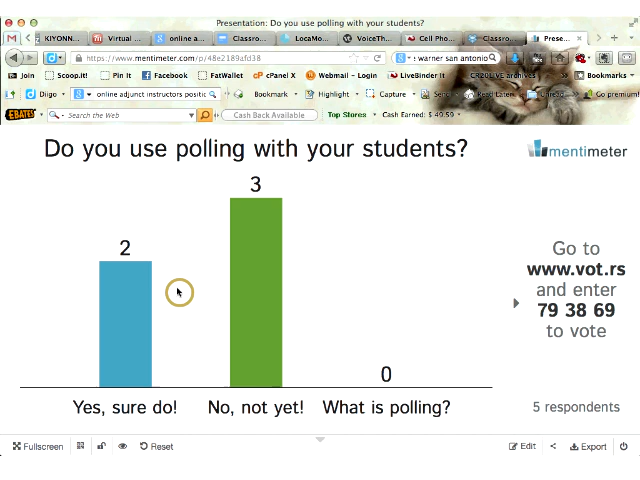 Presentation: Do you use polling with your students?
KIYONN...
Virtual
online a...
Classro...
LocaMo...
VoiceTh...
Cell Pho...
Classro...
Prese...
https://www.mentimeter.com/p/48e2189afd38
warner san antonio
Join
Scoop.it!
Pin It
Facebook
FatWallet
cPanel X
Webmail - Login
LiveBinder It
CR20LIVE archives
Bookmarks
Diigo
online adjunct instructors positic
Bookmark
Highlight
Capture
Send
Read Later
Unread
Go premium!
EBATES
Search the Web
Cash Back Available
Top Stores
Cash Earned: $ 49.59
Do you use polling with your students?
mentimeter
3
2
0
Go to
www.vot.rs
and enter
79 38 69
to vote
Yes, sure do!
No, not yet!
What is polling?
5 respondents
Fullscreen
Reset
Edit
Export